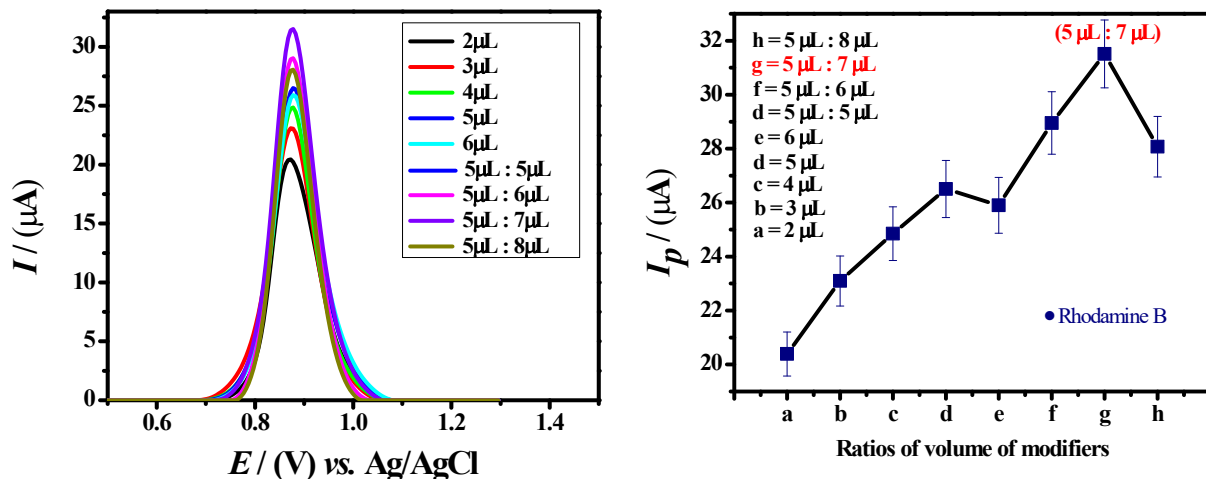 I / (μA)
30
25
20
15
10
5
0
2μL
3μL
4μL
5μL
6μL
5μL : 5μL
5μL : 6μL
5μL : 7μL
5μL : 8μL
0.6 0.8 1.0 1.2 1.4
E / (V) vs. Ag/AgCl
I_p / (μA)
32
30
28
26
24
22
20
(5 μL : 7 μL)
h = 5 μL : 8 μL
g = 5 μL : 7 μL
f = 5 μL : 6 μL
d = 5 μL : 5 μL
e = 6 μL
d = 5 μL
c = 4 μL
b = 3 μL
a = 2 μL
Rhodamine B
a b c d e f g h
Ratios of volume of modifiers